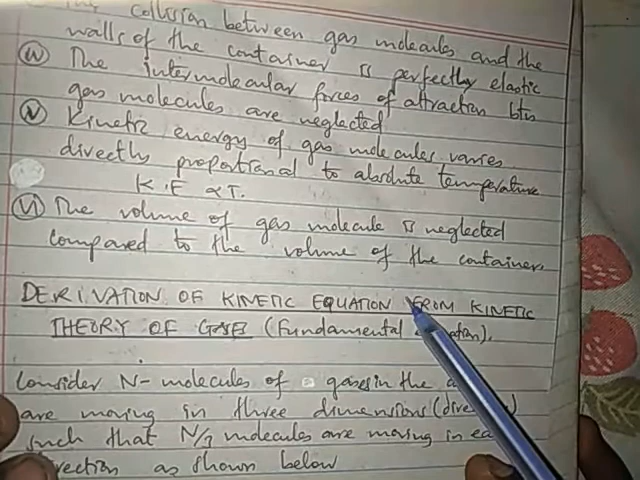 collision between gas molecules and the
walls of the container is perfectly elastic
(iv) The intermolecular forces of attraction btn
gas molecules are neglected
(v) Kinetic energy of gas molecules varies
directly proportional to absolute temperature
K.E ∝ T.
(vi) The volume of gas molecule is neglected
compared to the volume of the container.
DERIVATION OF KINETIC EQUATION FROM KINETIC
THEORY OF GASES (Fundamental
Consider N- molecules of a gases in the
are moving in three dimensions
such that N/3 molecules are moving in
as shown below